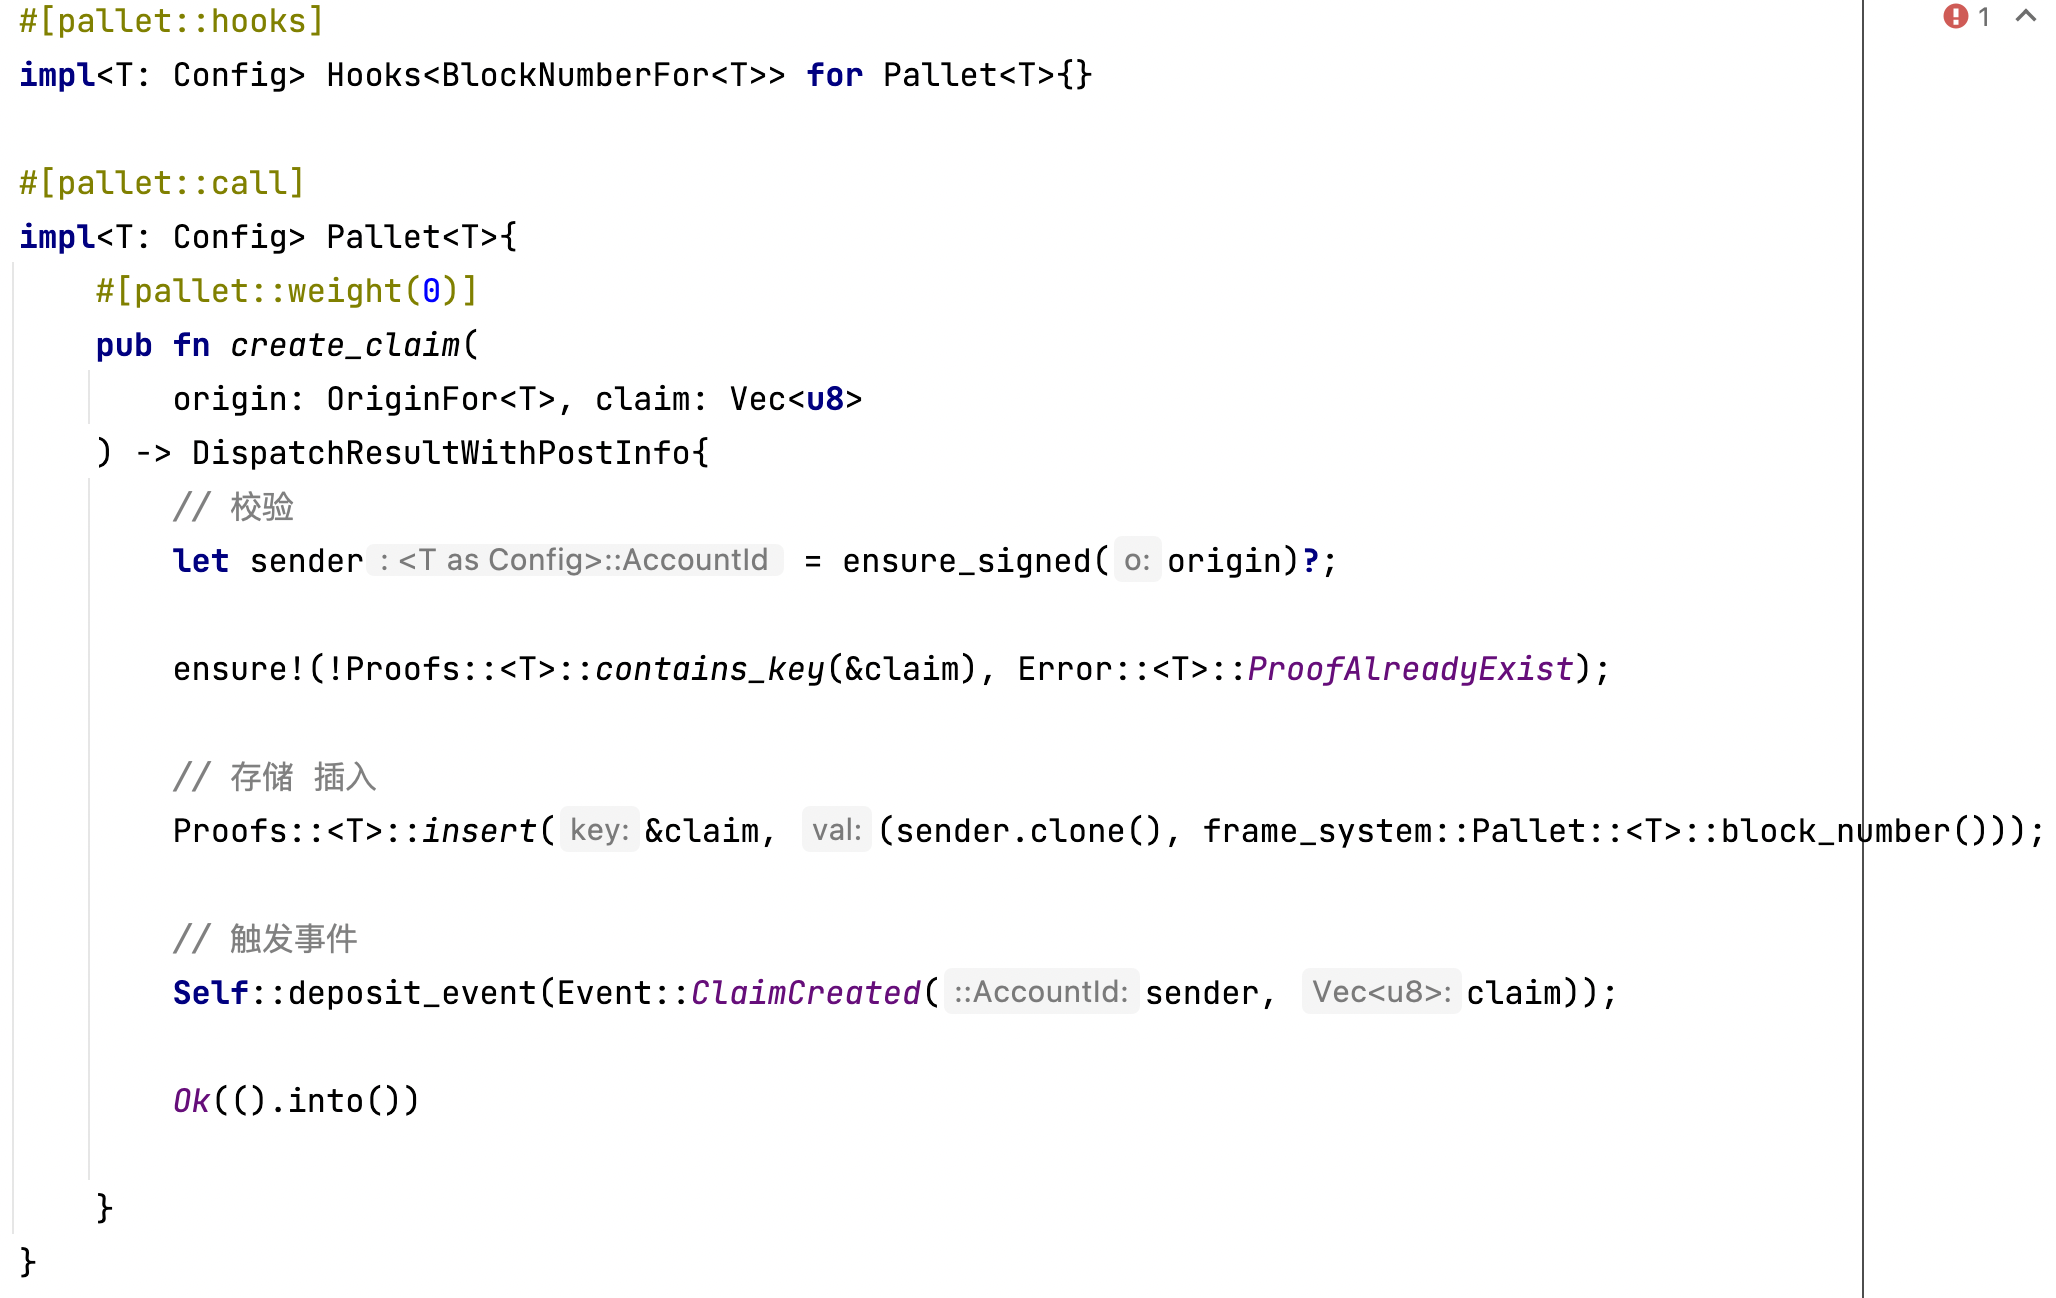 #[pallet::hooks]
1
impl<T: Config> Hooks<BlockNumberFor<T>> for Pallet<T>{}
#[pallet::call]
impl<T: Config> Pallet<T>{
#[pallet::weight(0)]
pub fn create_claim(
origin: OriginFor<T>, claim: Vec<u8>
) -> DispatchResultWithPostInfo{
// 校验
let sender : <T as Config>::AccountId = ensure_signed( o: origin)?;
ensure!(!Proofs::<T>::contains_key(&claim), Error::<T>::ProofAlreadyExist);
// 存储 插入
Proofs::<T>::insert( key: &claim, val: (sender.clone(), frame_system::Pallet::<T>::block_number()));
// 触发事件
Self::deposit_event(Event::ClaimCreated( ::AccountId: sender, Vec<u8>: claim));
Ok(().into())
}
}